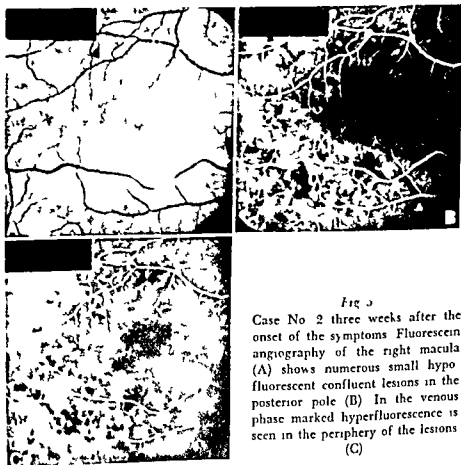 A
B
Fig 5
Case No 2 three weeks after the
onset of the symptoms Fluorescein
angiography of the right macula
(A) shows numerous small hypo
fluorescent confluent lesions in the
posterior pole (B) In the venous
phase marked hyperfluorescence is
seen in the periphery of the lesions
(C)